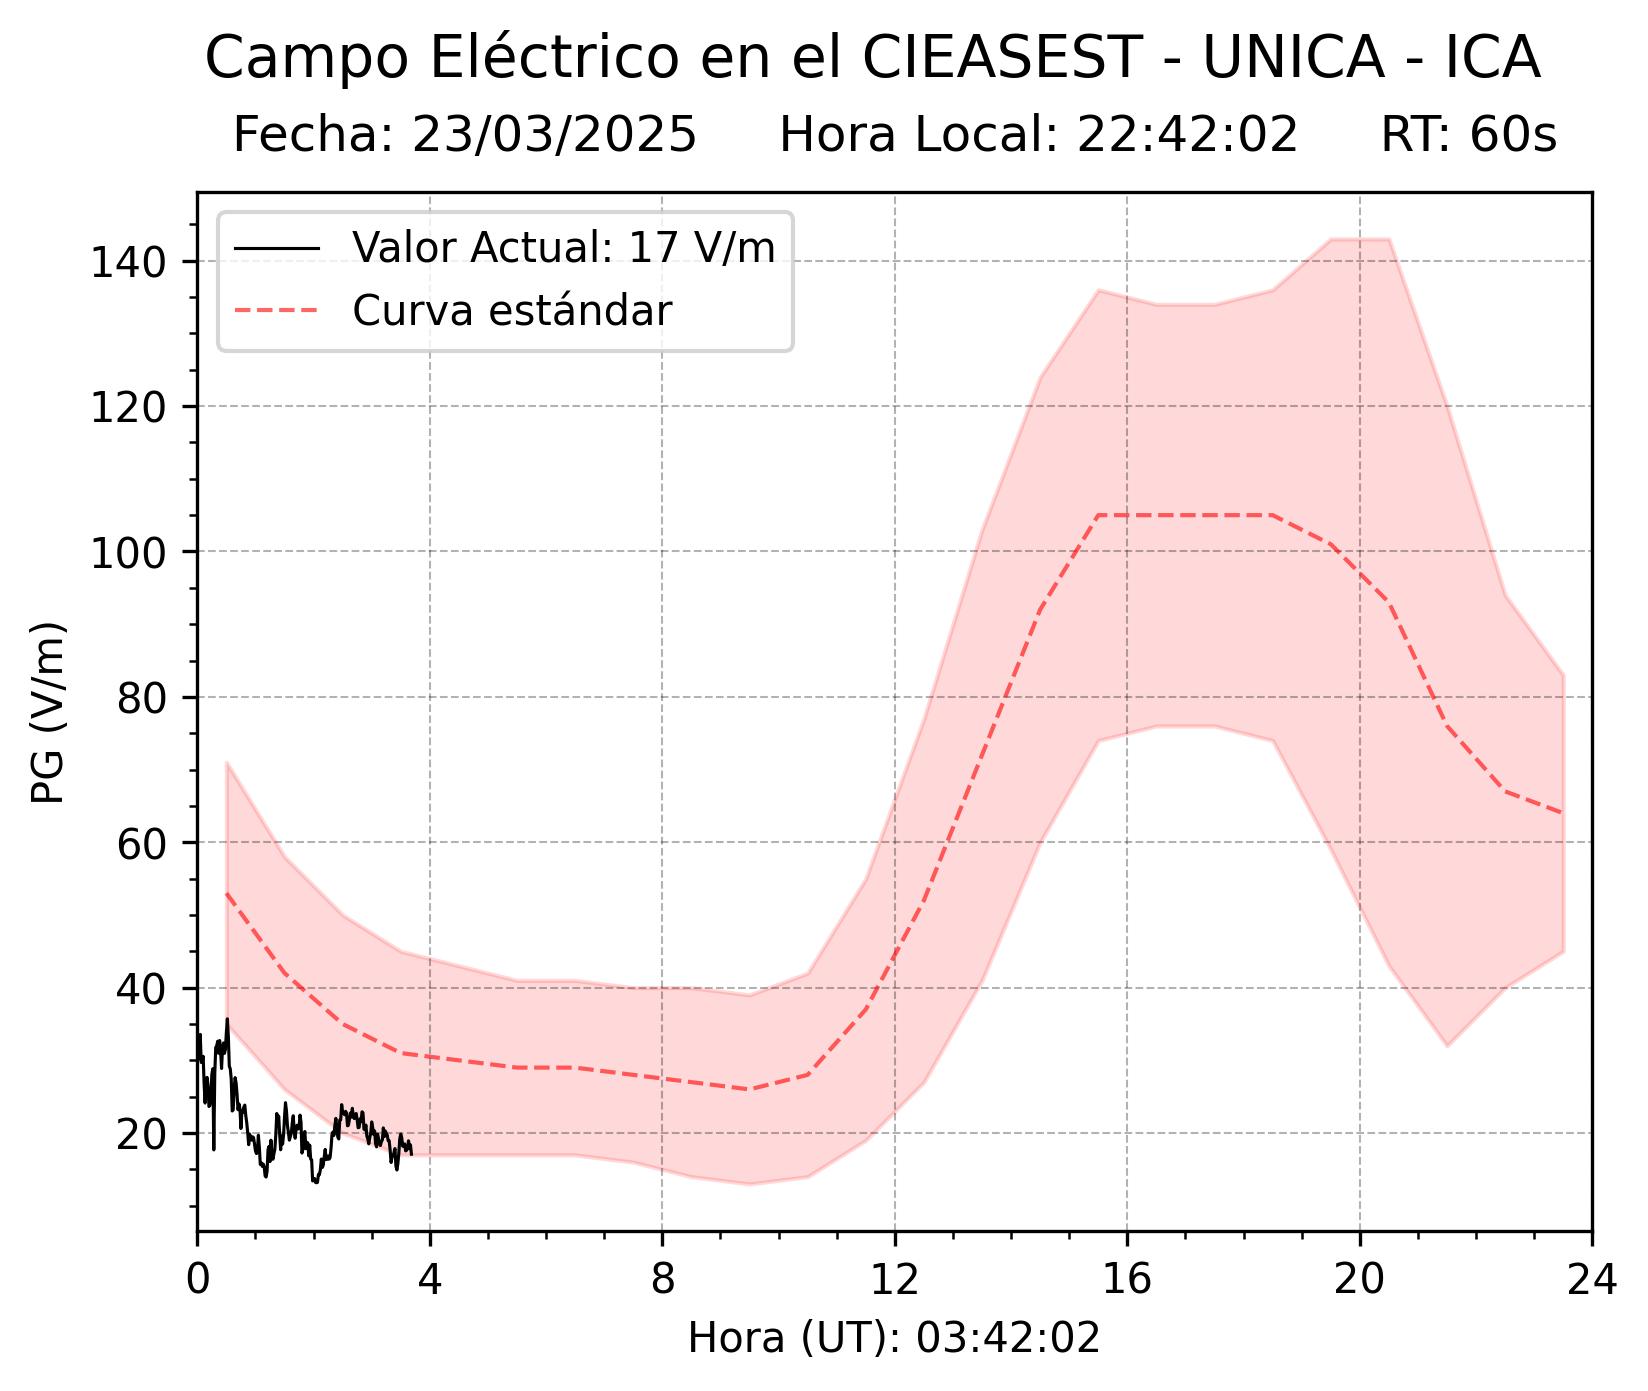 Campo Eléctrico en el CIEASEST - UNICA - ICA
Fecha: 23/03/2025 Hora Local: 22:42:02 RT: 60s
Valor Actual: 17 V/m
Curva estándar
140
120
100
80
60
40
20
PG (V/m)
0 4 8 12 16 20 24
Hora (UT): 03:42:02